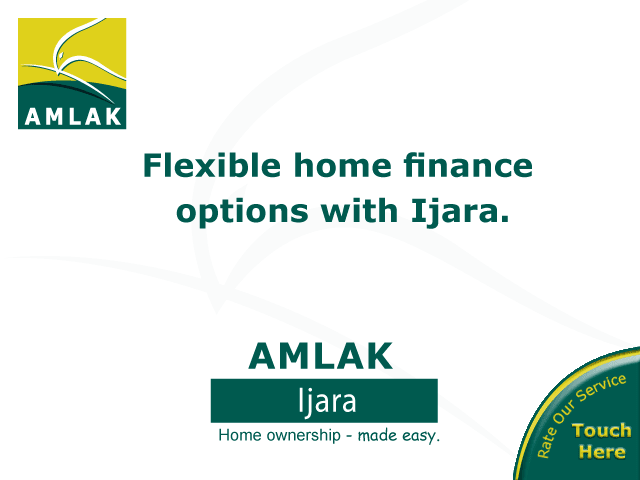 AMLAK
Flexible home finance
options with Ijara.
AMLAK
Ijara
Home ownership - made easy.
Rate Our Service
Touch
Here